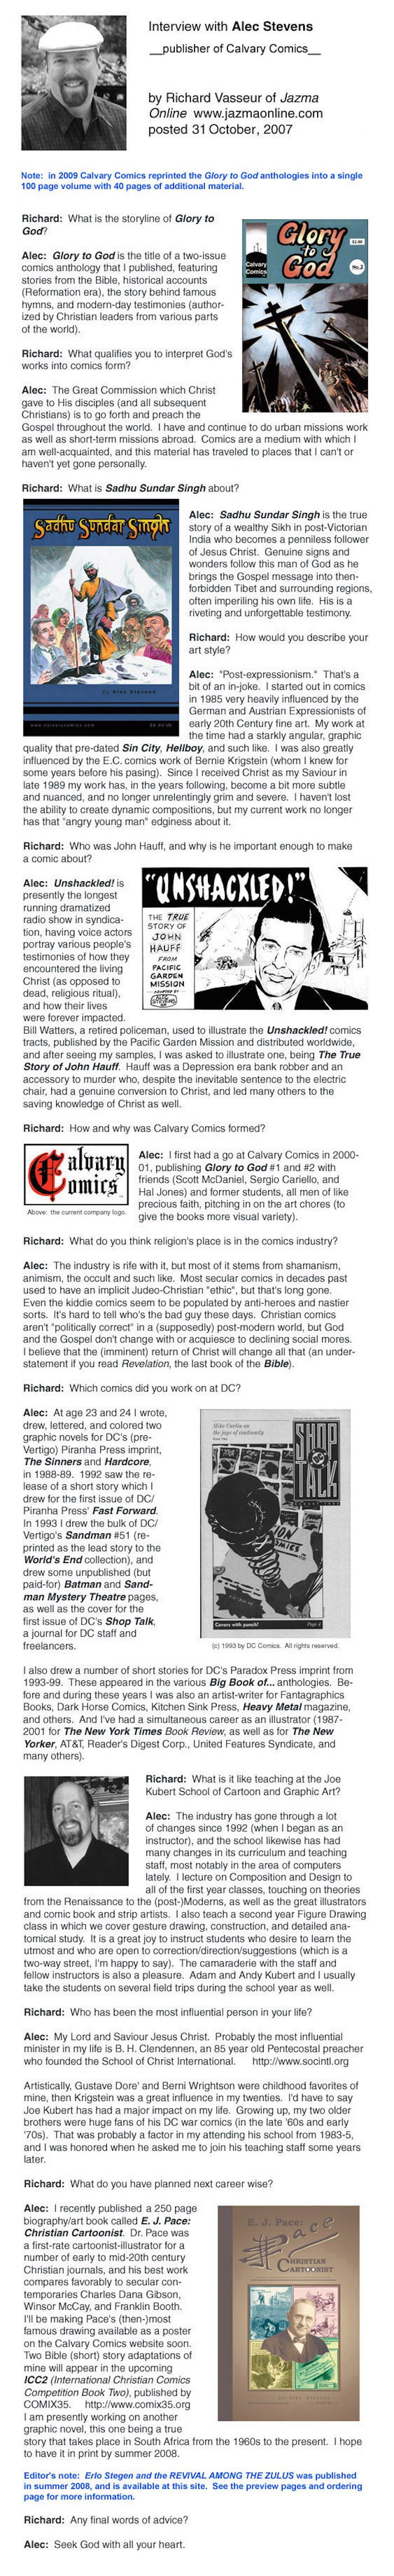 Interview with Alec Stevens
__publisher of Calvary Comics__
by Richard Vasseur of Jazma
Online  www.jazmaonline.com
posted 31 October, 2007
Note:  in 2009 Calvary Comics reprinted the Glory to God anthologies into a single
100 page volume with 40 pages of additional material.
Richard:  What is the storyline of Glory to
God?
Alec:  Glory to God is the title of a two-issue
comics anthology that I published, featuring
stories from the Bible, historical accounts
(Reformation era), the story behind famous
hymns, and modern-day testimonies (author-
ized by Christian leaders from various parts
of the world).
Glory
to
God
$2.50
Calvary
Comics
No.2
Richard:  What qualifies you to interpret God's
works into comics form?
Alec:  The Great Commission which Christ
gave to His disciples (and all subsequent
Christians) is to go forth and preach the
Gospel throughout the world.  I have and continue to do urban missions work
as well as short-term missions abroad.  Comics are a medium with which I
am well-acquainted, and this material has traveled to places that I can't or
haven't yet gone personally.
Richard:  What is Sadhu Sundar Singh about?
Sadhu Sundar Singh
by Alec Stevens
www.calvarycomics.com
Alec:  Sadhu Sundar Singh is the true
story of a wealthy Sikh in post-Victorian
India who becomes a penniless follower
of Jesus Christ.  Genuine signs and
wonders follow this man of God as he
brings the Gospel message into then-
forbidden Tibet and surrounding regions,
often imperiling his own life.  His is a
riveting and unforgettable testimony.
Richard:  How would you describe your
art style?
Alec:  "Post-expressionism."  That's a
bit of an in-joke.  I started out in comics
in 1985 very heavily influenced by the
German and Austrian Expressionists of
early 20th Century fine art.  My work at
the time had a starkly angular, graphic
quality that pre-dated Sin City, Hellboy, and such like.  I was also greatly
influenced by the E.C. comics work of Bernie Krigstein (whom I knew for
some years before his pasing).  Since I received Christ as my Saviour in
late 1989 my work has, in the years following, become a bit more subtle
and nuanced, and no longer unrelentingly grim and severe.  I haven't lost
the ability to create dynamic compositions, but my current work no longer
has that "angry young man" edginess about it.
Richard:  Who was John Hauff, and why is he important enough to make
a comic about?
Alec:  Unshackled! is
presently the longest
running dramatized
radio show in syndica-
tion, having voice actors
portray various people's
testimonies of how they
encountered the living
Christ (as opposed to
dead, religious ritual),
and how their lives
were forever impacted.
"UNSHACKLED!"
THE TRUE
STORY OF
JOHN
HAUFF
FROM
PACIFIC
GARDEN
MISSION
ADAPTED BY
ALEC
STEVENS
Bill Watters, a retired policeman, used to illustrate the Unshackled! comics
tracts, published by the Pacific Garden Mission and distributed worldwide,
and after seeing my samples, I was asked to illustrate one, being The True
Story of John Hauff.  Hauff was a Depression era bank robber and an
accessory to murder who, despite the inevitable sentence to the electric
chair, had a genuine conversion to Christ, and led many others to the
saving knowledge of Christ as well.
Richard:  How and why was Calvary Comics formed?
Calvary
Comics
Above:  the current company logo.
Alec:  I first had a go at Calvary Comics in 2000-
01, publishing Glory to God #1 and #2 with
friends (Scott McDaniel, Sergio Cariello, and
Hal Jones) and former students, all men of like
precious faith, pitching in on the art chores (to
give the books more visual variety).
Richard:  What do you think religion's place is in the comics industry?
Alec:  The industry is rife with it, but most of it stems from shamanism,
animism, the occult and such like.  Most secular comics in decades past
used to have an implicit Judeo-Christian "ethic", but that's long gone.
Even the kiddie comics seem to be populated by anti-heroes and nastier
sorts.  It's hard to tell who's the bad guy these days.  Christian comics
aren't "politically correct" in a (supposedly) post-modern world, but God
and the Gospel don't change with or acquiesce to declining social mores.
I believe that the (imminent) return of Christ will change all that (an under-
statement if you read Revelation, the last book of the Bible).
Richard:  Which comics did you work on at DC?
Alec:  At age 23 and 24 I wrote,
drew, lettered, and colored two
graphic novels for DC's (pre-
Vertigo) Piranha Press imprint,
The Sinners and Hardcore,
in 1988-89.  1992 saw the re-
lease of a short story which I
drew for the first issue of DC/
Piranha Press' Fast Forward.
In 1993 I drew the bulk of DC/
Vertigo's Sandman #51 (re-
printed as the lead story to the
World's End collection), and
drew some unpublished (but
paid-for) Batman and Sand-
man Mystery Theatre pages,
as well as the cover for the
first issue of DC's Shop Talk,
a journal for DC staff and
freelancers.
Mike Carlin on
the joys of continuity
SHOP
DC
TALK
Covers with punch!
Page 4
(c) 1993 by DC Comics.  All rights reserved.
I also drew a number of short stories for DC's Paradox Press imprint from
1993-99.  These appeared in the various Big Book of... anthologies.  Be-
fore and during these years I was also an artist-writer for Fantagraphics
Books, Dark Horse Comics, Kitchen Sink Press, Heavy Metal magazine,
and others.  And I've had a simultaneous career as an illustrator (1987-
2001 for The New York Times Book Review, as well as for The New
Yorker, AT&T, Reader's Digest Corp., United Features Syndicate, and
many others).
Richard:  What is it like teaching at the Joe
Kubert School of Cartoon and Graphic Art?
Alec:  The industry has gone through a lot
of changes since 1992 (when I began as an
instructor), and the school likewise has had
many changes in its curriculum and teaching
staff, most notably in the area of computers
lately.  I lecture on Composition and Design to
all of the first year classes, touching on theories
from the Renaissance to the (post-)Moderns, as well as the great illustrators
and comic book and strip artists.  I also teach a second year Figure Drawing
class in which we cover gesture drawing, construction, and detailed ana-
tomical study.  It is a great joy to instruct students who desire to learn the
utmost and who are open to correction/direction/suggestions (which is a
two-way street, I'm happy to say).  The camaraderie with the staff and
fellow instructors is also a pleasure.  Adam and Andy Kubert and I usually
take the students on several field trips during the school year as well.
Richard:  Who has been the most influential person in your life?
Alec:  My Lord and Saviour Jesus Christ.  Probably the most influential
minister in my life is B. H. Clendennen, an 85 year old Pentecostal preacher
who founded the School of Christ International.     http://www.socintl.org
Artistically, Gustave Dore' and Berni Wrightson were childhood favorites of
mine, then Krigstein was a great influence in my twenties.  I'd have to say
Joe Kubert has had a major impact on my life.  Growing up, my two older
brothers were huge fans of his DC war comics (in the late '60s and early
'70s).  That was probably a factor in my attending his school from 1983-5,
and I was honored when he asked me to join his teaching staff some years
later.
Richard:  What do you have planned next career wise?
Alec:  I recently published a 250 page
biography/art book called E. J. Pace:
Christian Cartoonist.  Dr. Pace was
a first-rate cartoonist-illustrator for a
number of early to mid-20th century
Christian journals, and his best work
compares favorably to secular con-
temporaries Charles Dana Gibson,
Winsor McCay, and Franklin Booth.
I'll be making Pace's (then-)most
famous drawing available as a poster
on the Calvary Comics website soon.
Two Bible (short) story adaptations of
mine will appear in the upcoming
ICC2 (International Christian Comics
Competition Book Two), published by
COMIX35.     http://www.comix35.org
I am presently working on another
graphic novel, this one being a true
story that takes place in South Africa from the 1960s to the present.  I hope
to have it in print by summer 2008.
E. J. Pace:
Pace
CHRISTIAN
CARTOONIST
Editor's note:  Erlo Stegen and the REVIVAL AMONG THE ZULUS was published
in summer 2008, and is available at this site.  See the preview pages and ordering
page for more information.
Richard:  Any final words of advice?
Alec:  Seek God with all your heart.